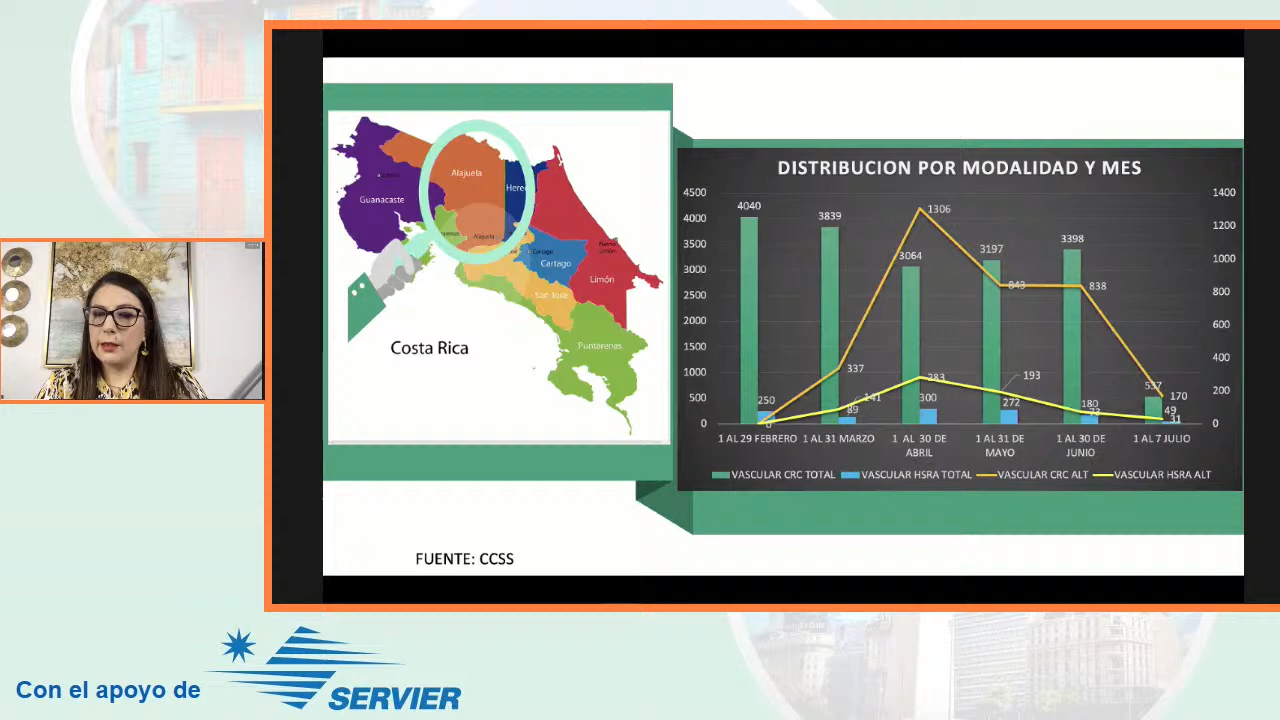 Guanacaste
Alajuela
Here
Alajuela
Cartago
Limón
San José
Puntarenas
Costa Rica
FUENTE: CCSS
DISTRIBUCION POR MODALIDAD Y MES
4500
4000
3500
3000
2500
2000
1500
1000
500
0
1400
1200
1000
800
600
400
200
0
4040
3839
3064
3197
3398
537
250
89
300
272
180
49
0
337
1306
843
838
170
141
283
193
73
31
1 AL 29 FEBRERO
1 AL 31 MARZO
1 AL 30 DE
ABRIL
1 AL 31 DE
MAYO
1 AL 30 DE
JUNIO
1 AL 7 JULIO
VASCULAR CRC TOTAL
VASCULAR HSRA TOTAL
VASCULAR CRC ALT
VASCULAR HSRA ALT
Con el apoyo de
SERVIER